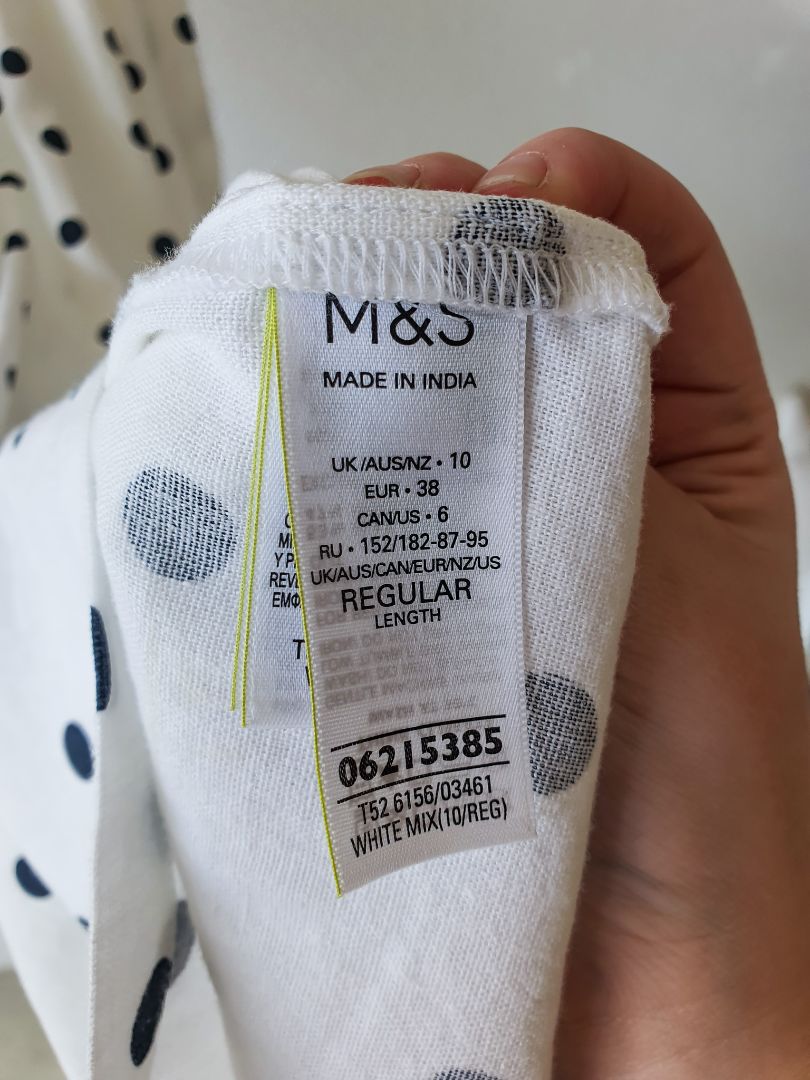 M&S
MADE IN INDIA
UK/AUS/NZ • 10
EUR • 38
CAN/US • 6
RU • 152/182-87-95
UK/AUS/CAN/EUR/NZ/US
REGULAR
LENGTH
06215385
T52 6156/03461
WHITE MIX(10/REG)